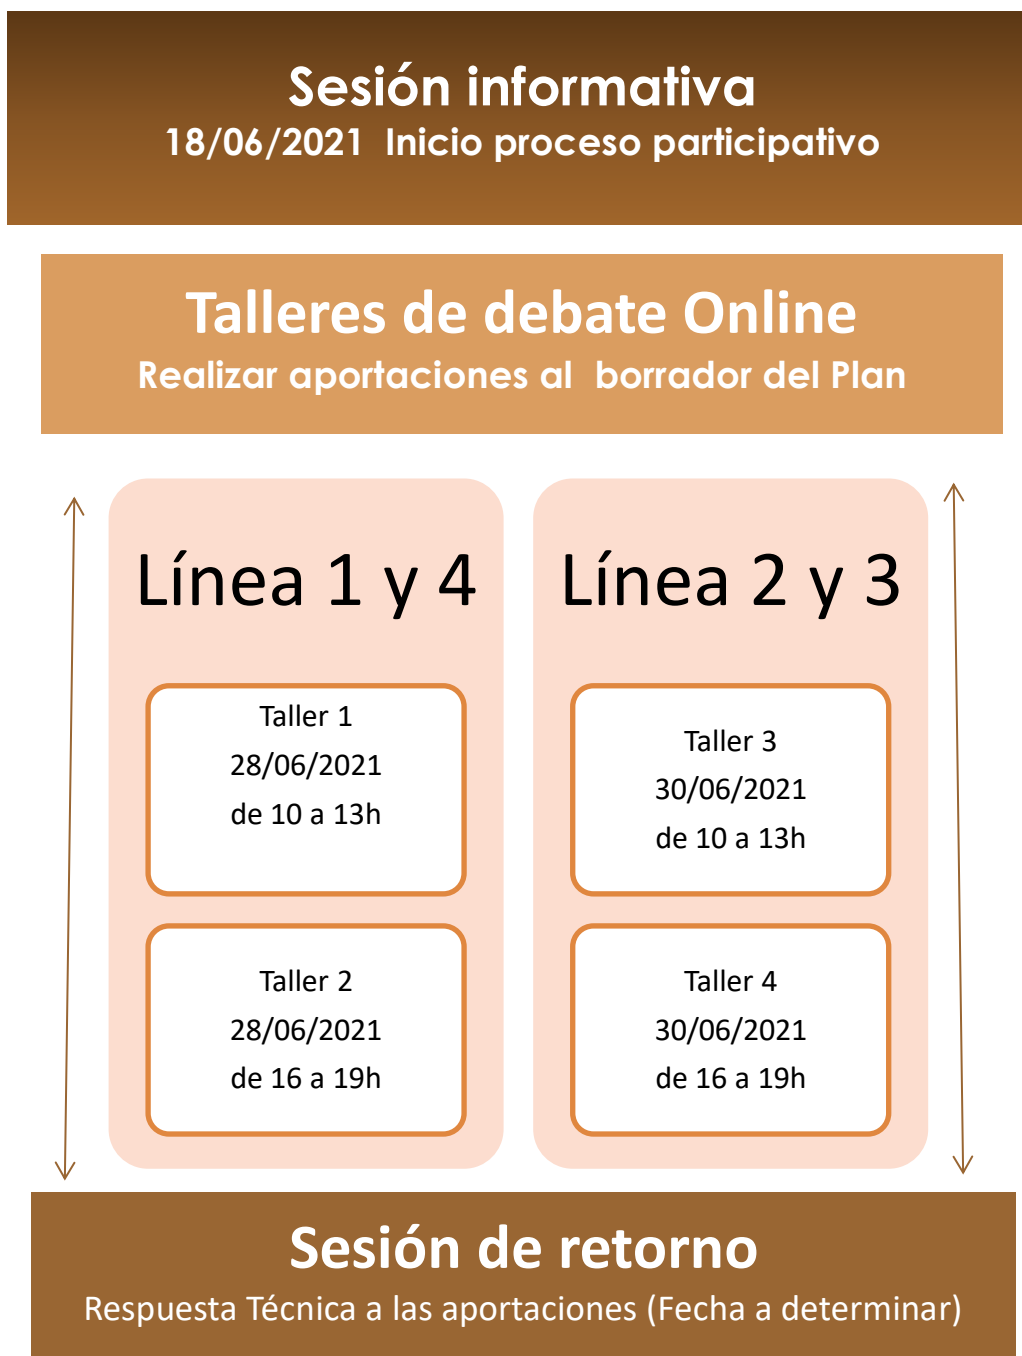 Sesión informativa
18/06/2021 Inicio proceso participativo
Talleres de debate Online
Realizar aportaciones al borrador del Plan
Línea 1 y 4
Taller 1
28/06/2021
de 10 a 13h
Taller 2
28/06/2021
de 16 a 19h
Línea 2 y 3
Taller 3
30/06/2021
de 10 a 13h
Taller 4
30/06/2021
de 16 a 19h
Sesión de retorno
Respuesta Técnica a las aportaciones (Fecha a determinar)